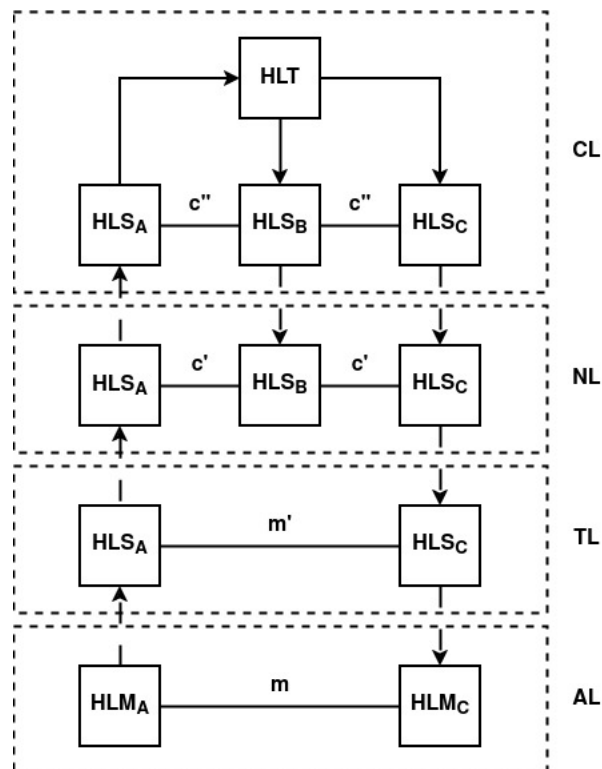 HLT
CL
c" c"
HLSA HLSB HLSC
c' c'
HLSA HLSB HLSC
NL
m'
HLSA HLSC
TL
m
HLMA HLMC
AL